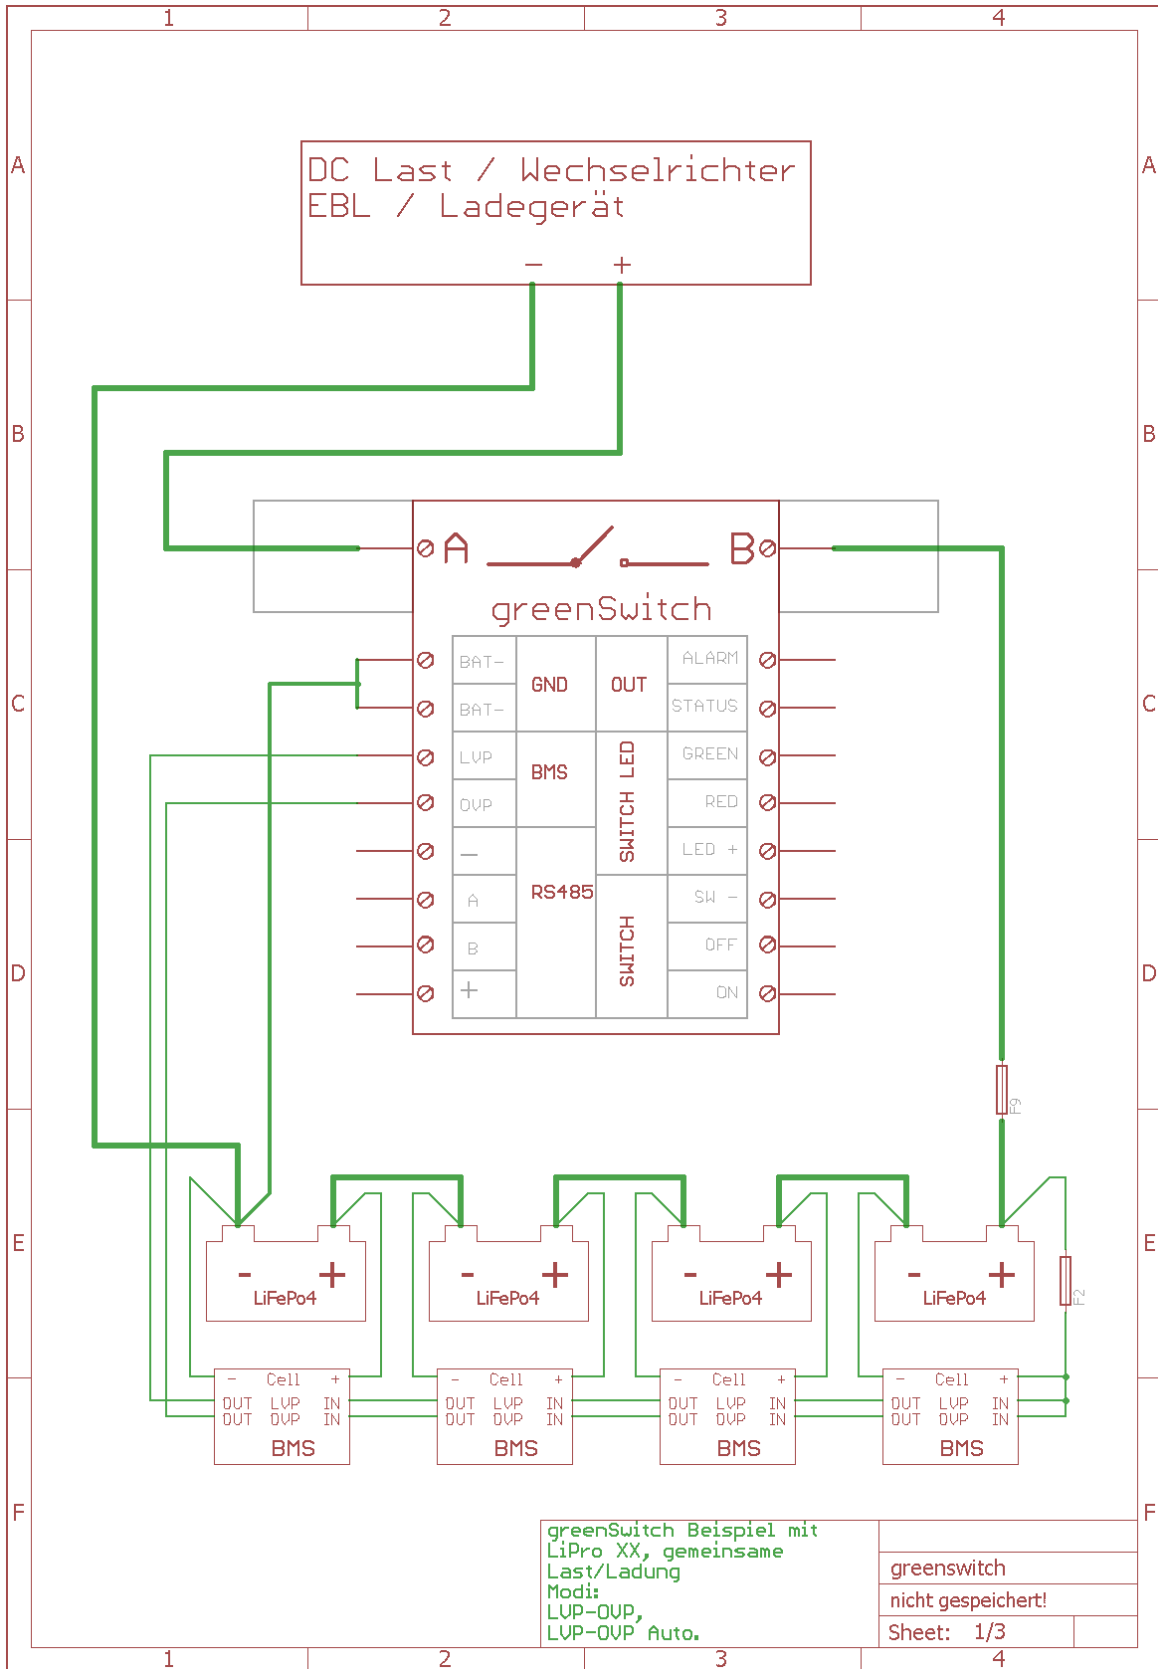 1 2 3 4
A A
DC Last / Wechselrichter
EBL / Ladegerät
- +
B B
A B
greenSwitch
BAT- GND OUT ALARM
BAT- STATUS
C C
LVP BMS SWITCH LED GREEN
OVP RED
- LED +
A RS485 SWITCH SW -
B OFF
D D
+ ON
F9
E E
- + - + - + - +
LiFePo4 LiFePo4 LiFePo4 LiFePo4
F2
- Cell + - Cell + - Cell + - Cell +
OUT LVP IN OUT LVP IN OUT LVP IN OUT LVP IN
OUT OVP IN OUT OVP IN OUT OVP IN OUT OVP IN
BMS BMS BMS BMS
F F
greenSwitch Beispiel mit
LiPro XX, gemeinsame
Last/Ladung
Modi:
LVP-OVP,
LVP-OVP Auto.
greenswitch
nicht gespeichert!
Sheet: 1/3
1 2 3 4